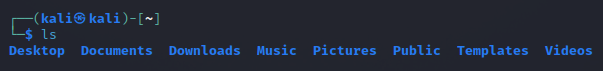 ┌──(kali㉿kali)-[~]
└─$ ls
Desktop  Documents  Downloads  Music  Pictures  Public  Templates  Videos